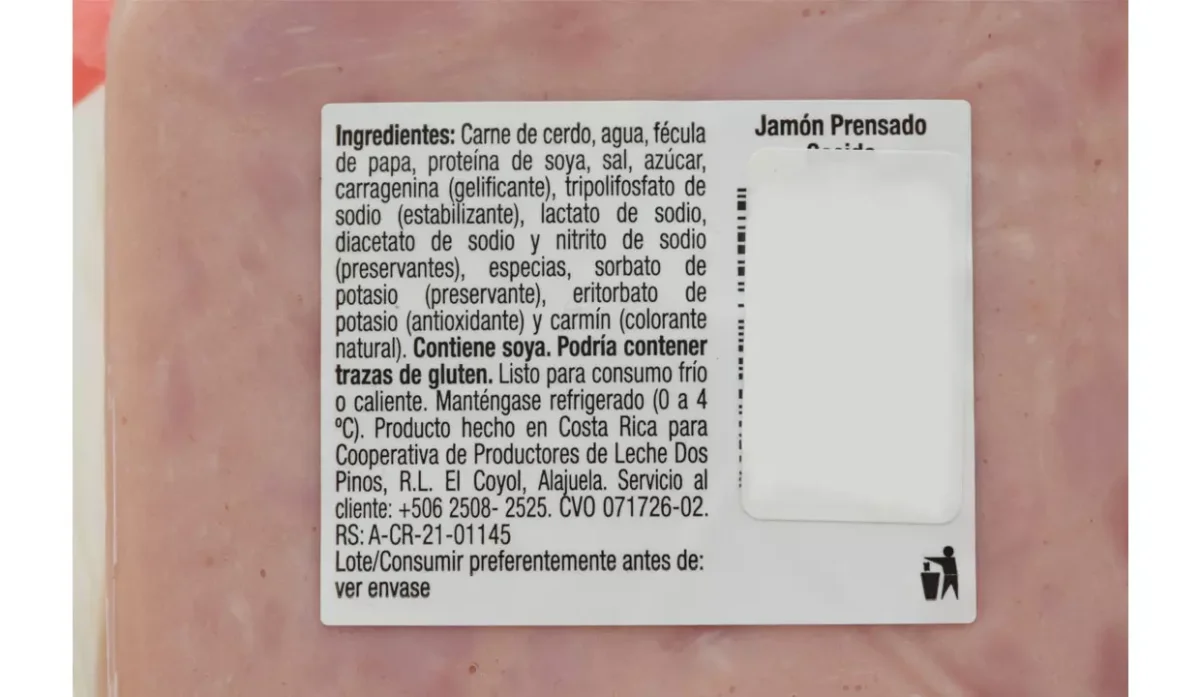 Ingredientes: Carne de cerdo, agua, fécula
de papa, proteína de soya, sal, azúcar,
carragenina (gelificante), tripolifosfato de
sodio (estabilizante), lactato de sodio,
diacetato de sodio y nitrito de sodio
(preservantes), especias, sorbato de
potasio (preservante), eritorbato de
potasio (antioxidante) y carmín (colorante
natural). Contiene soya. Podría contener
trazas de gluten. Listo para consumo frío
o caliente. Manténgase refrigerado (0 a 4
ºC). Producto hecho en Costa Rica para
Cooperativa de Productores de Leche Dos
Pinos, R.L. El Coyol, Alajuela. Servicio al
cliente: +506 2508- 2525. CVO 071726-02.
RS: A-CR-21-01145
Lote/Consumir preferentemente antes de:
ver envase
Jamón Prensado